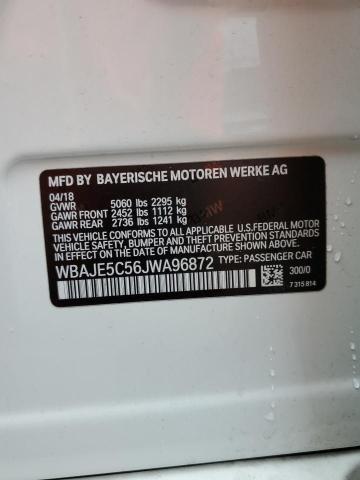 MFD BY BAYERISCHE MOTOREN WERKE AG
04/18
GVWR 5060 lbs 2295 kg
GAWR FRONT 2452 lbs 1112 kg
GAWR REAR 2736 lbs 1241 kg
THIS VEHICLE CONFORMS TO ALL APPLICABLE U.S.FEDERAL MOTOR
VEHICLE SAFETY, BUMPER, AND THEFT PREVENTION STANDARDS
IN EFFECT ON THE DATE OF MANUFACTURE SHOWN ABOVE.
WBAJE5C56JWA96872 TYPE: PASSENGER CAR
300/0
7 315 814